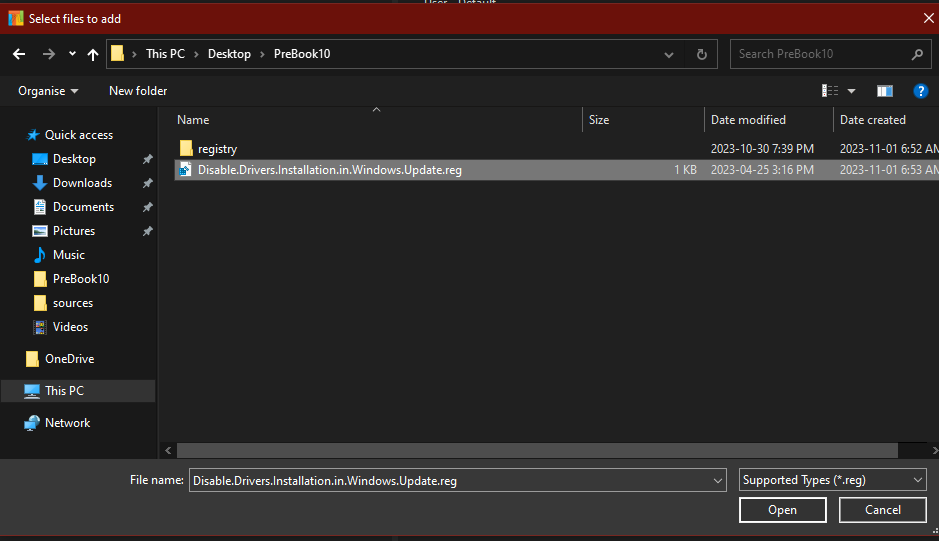 User - Default
Select files to add
This PC > Desktop > PreBook10
Search PreBook10
Organise New folder
Name Size Date modified Date created
registry 2023-10-30 7:39 PM 2023-11-01 6:52 AM
Disable.Drivers.Installation.in.Windows.Update.reg 1 KB 2023-04-25 3:16 PM 2023-11-01 6:53 AM
Quick access
Desktop
Downloads
Documents
Pictures
Music
PreBook10
sources
Videos
OneDrive
This PC
Network
File name: Disable.Drivers.Installation.in.Windows.Update.reg Supported Types (*.reg)
Open Cancel